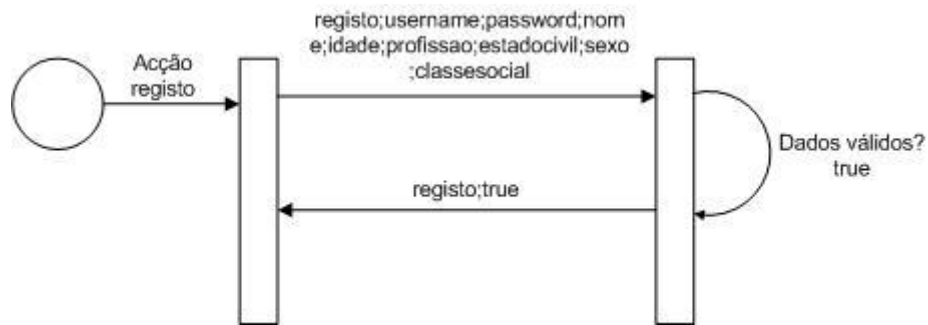 registo;username;password;nom
e;idade;profissao;estadocivil;sexo
;classesocial
Acção
registo
Dados válidos?
true
registo;true